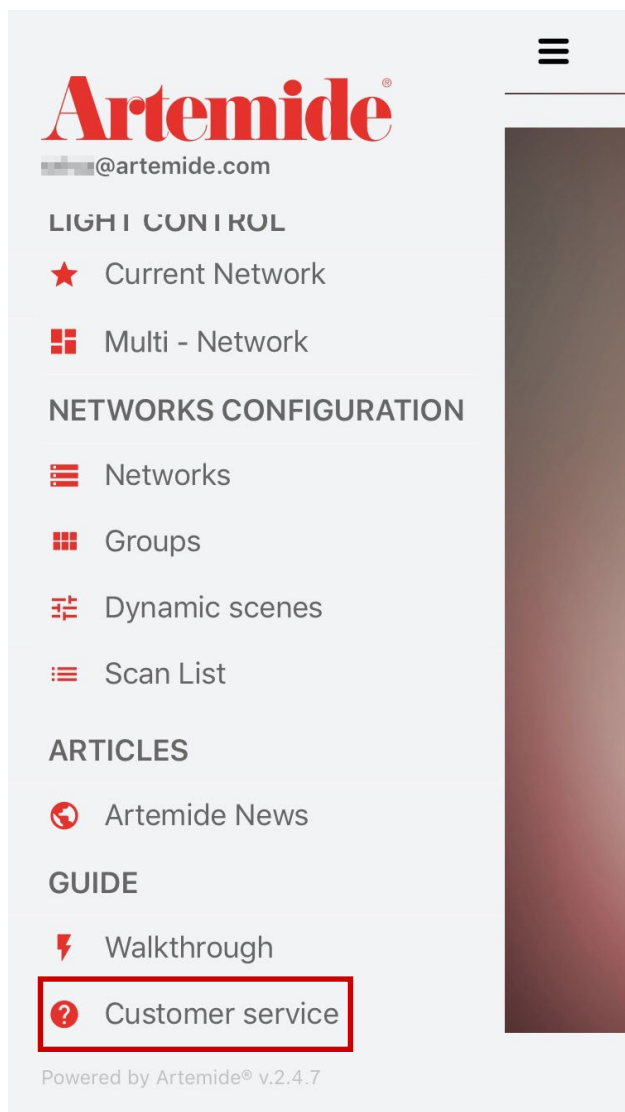 Artemide®
@artemide.com
LIGHT CONTROL
Current Network
Multi - Network
NETWORKS CONFIGURATION
Networks
Groups
Dynamic scenes
Scan List
ARTICLES
Artemide News
GUIDE
Walkthrough
Customer service
Powered by Artemide® v.2.4.7